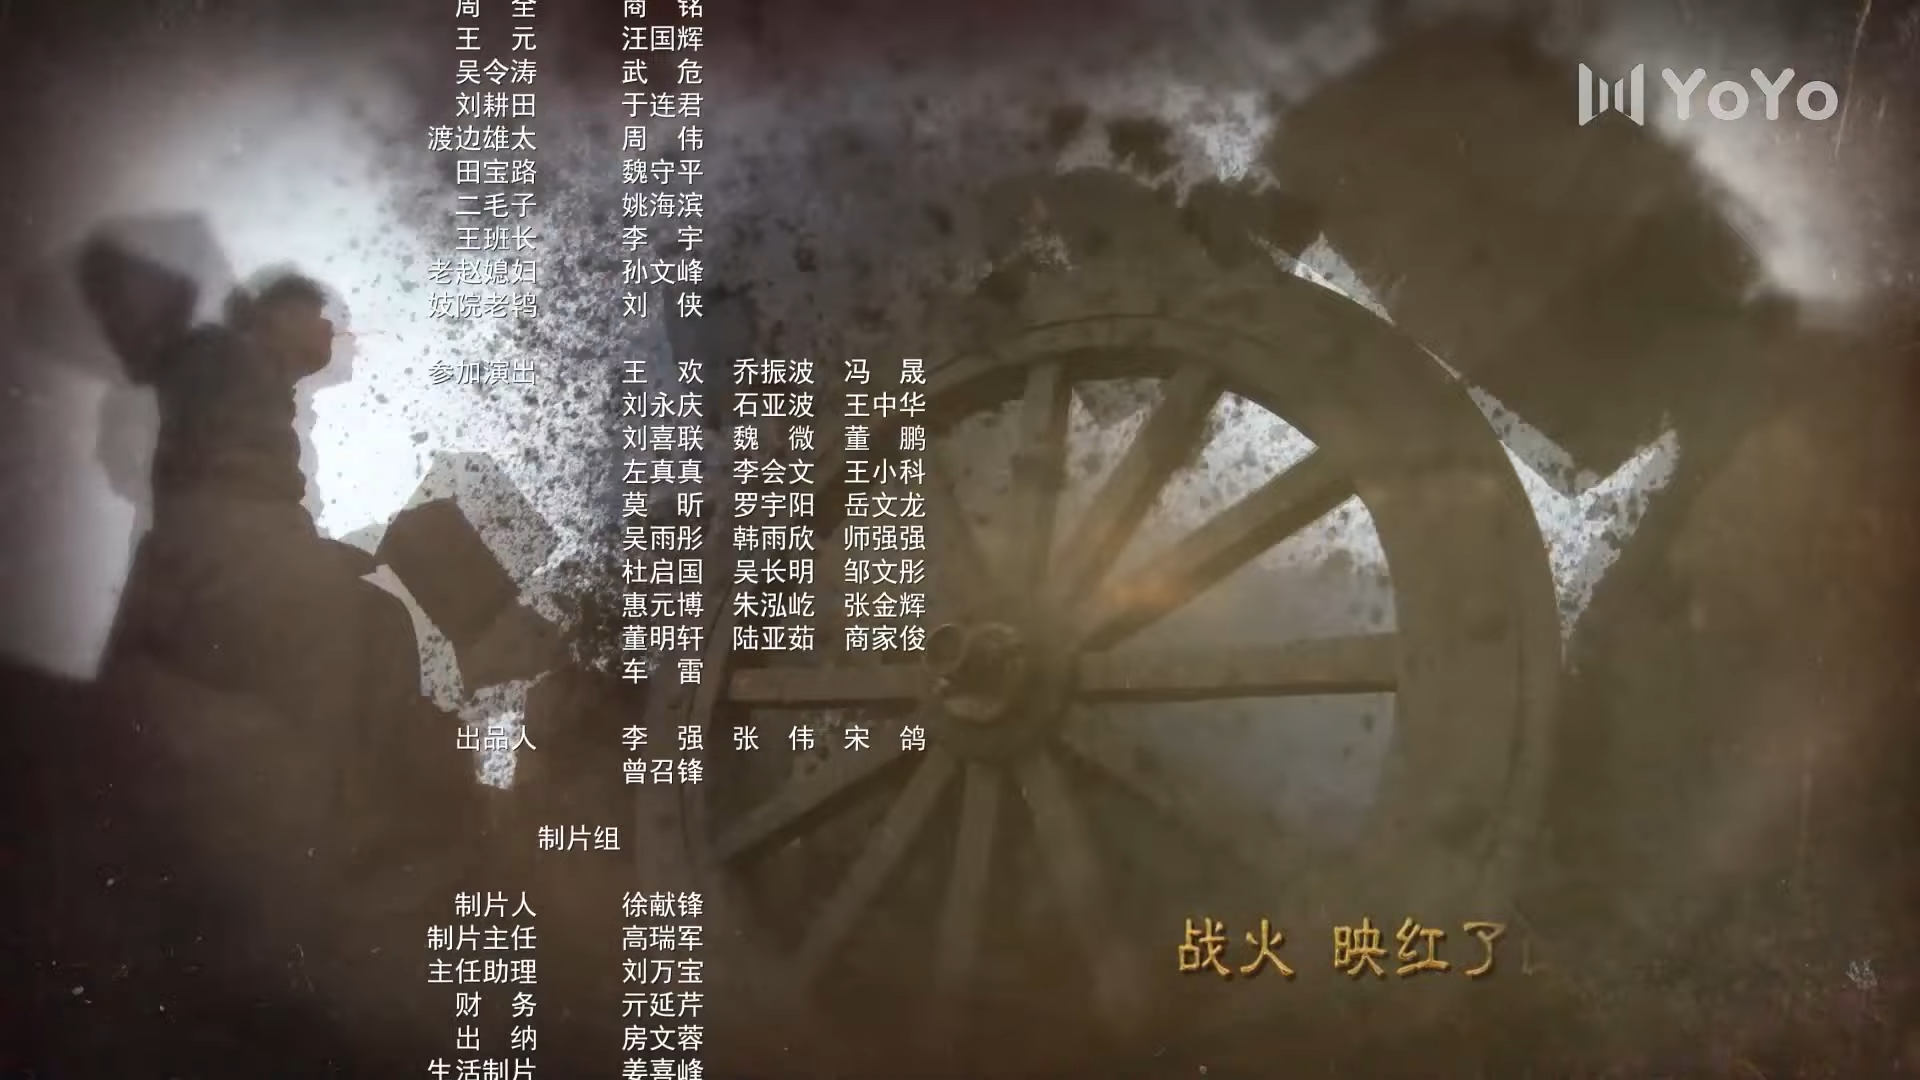 周　全　商　铭
王　元　汪国辉
吴令涛　武　危
刘耕田　于连君
渡边雄太　周　伟
田宝路　魏守平
二毛子　姚海滨
王班长　李　宇
老赵媳妇　孙文峰
妓院老鸨　刘　侠
参加演出　王　欢　乔振波　冯　晟
刘永庆　石亚波　王中华
刘喜联　魏　微　董　鹏
左真真　李会文　王小科
莫　昕　罗宇阳　岳文龙
吴雨彤　韩雨欣　师强强
杜启国　吴长明　邹文彤
惠元博　朱泓屹　张金辉
董明轩　陆亚茹　商家俊
车　雷
出品人　李　强　张　伟　宋　鸽
曾召锋
制片组
制片人　徐献锋
制片主任　高瑞军
主任助理　刘万宝
财　务　亓延芹
出　纳　房文蓉
生活制片　姜喜峰
战火 映红了
YoYo